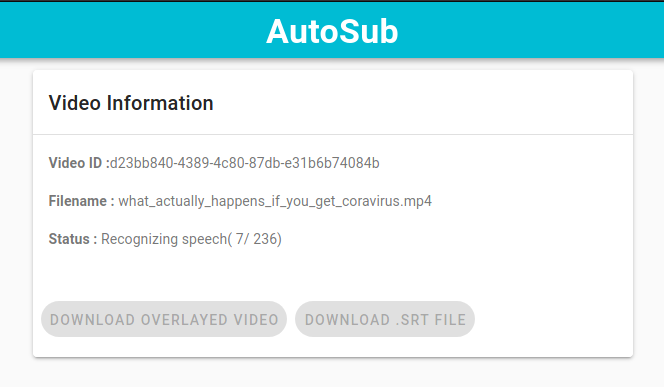 AutoSub
Video Information
Video ID :d23bb840-4389-4c80-87db-e31b6b74084b
Filename : what_actually_happens_if_you_get_coravirus.mp4
Status : Recognizing speech( 7/ 236)
DOWNLOAD OVERLAYED VIDEO DOWNLOAD .SRT FILE